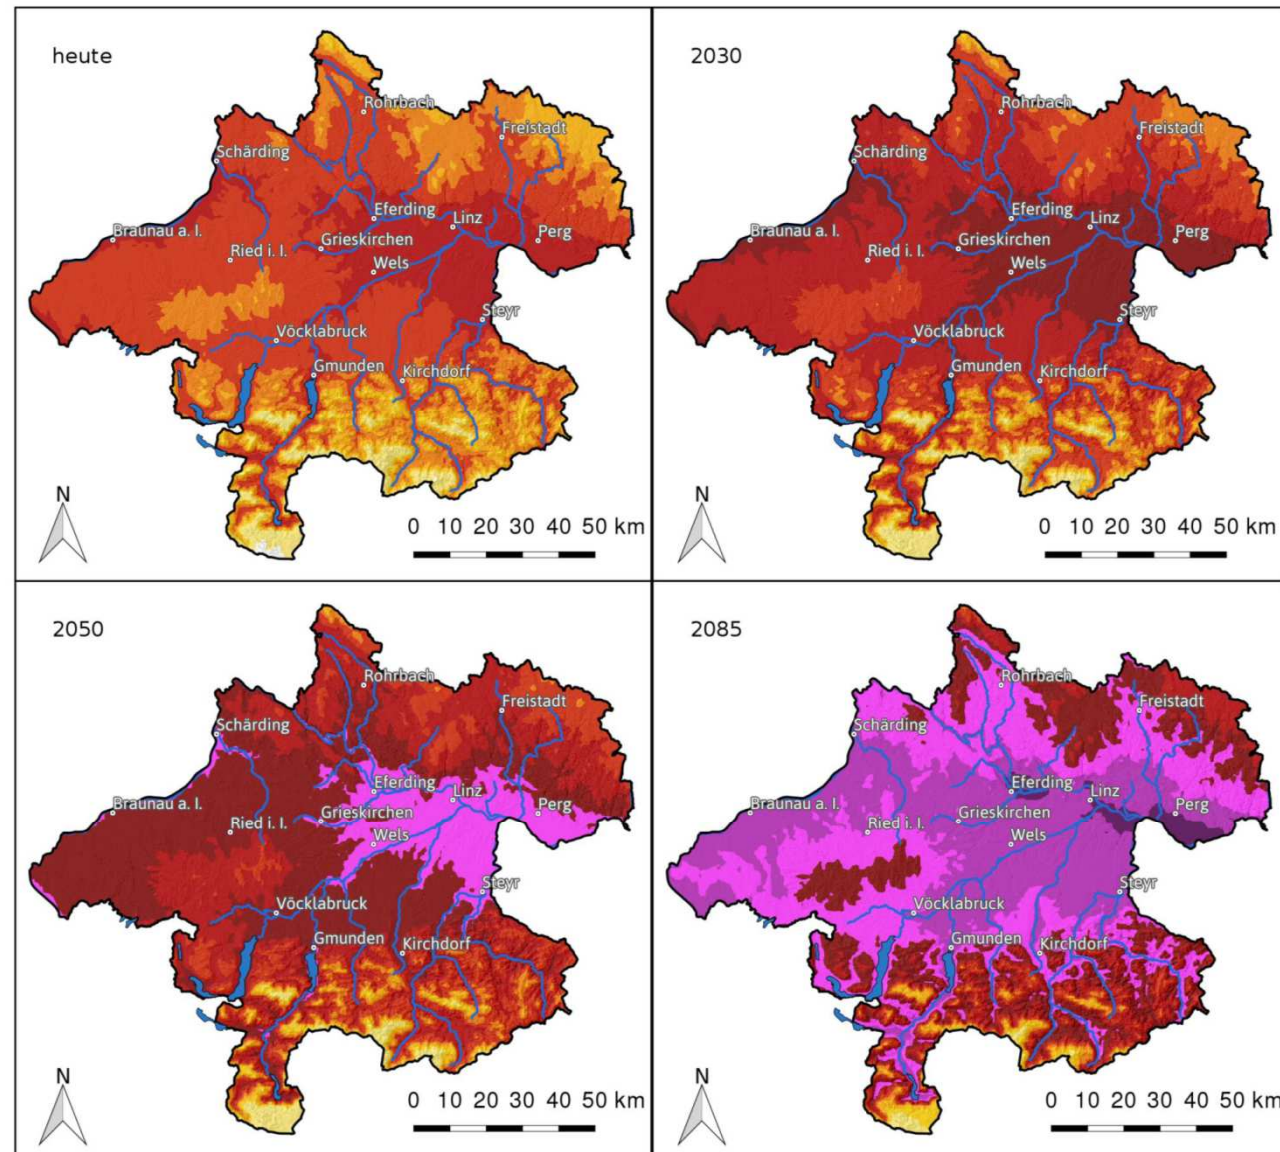 heute
Rohrbach
Freistadt
Schärding
Eferding
Linz
Braunau a. I.
Grieskirchen
Perg
Ried i. I.
Wels
Steyr
Vöcklabruck
Gmunden
Kirchdorf
N
0 10 20 30 40 50 km
2030
Rohrbach
Freistadt
Schärding
Eferding
Linz
Braunau a. I.
Grieskirchen
Perg
Ried i. I.
Wels
Steyr
Vöcklabruck
Gmunden
Kirchdorf
N
0 10 20 30 40 50 km
2050
Rohrbach
Freistadt
Schärding
Eferding
Linz
Braunau a. I.
Grieskirchen
Perg
Ried i. I.
Wels
Steyr
Vöcklabruck
Gmunden
Kirchdorf
N
0 10 20 30 40 50 km
2085
Rohrbach
Freistadt
Schärding
Eferding
Linz
Braunau a. I.
Grieskirchen
Perg
Ried i. I.
Wels
Steyr
Vöcklabruck
Gmunden
Kirchdorf
N
0 10 20 30 40 50 km